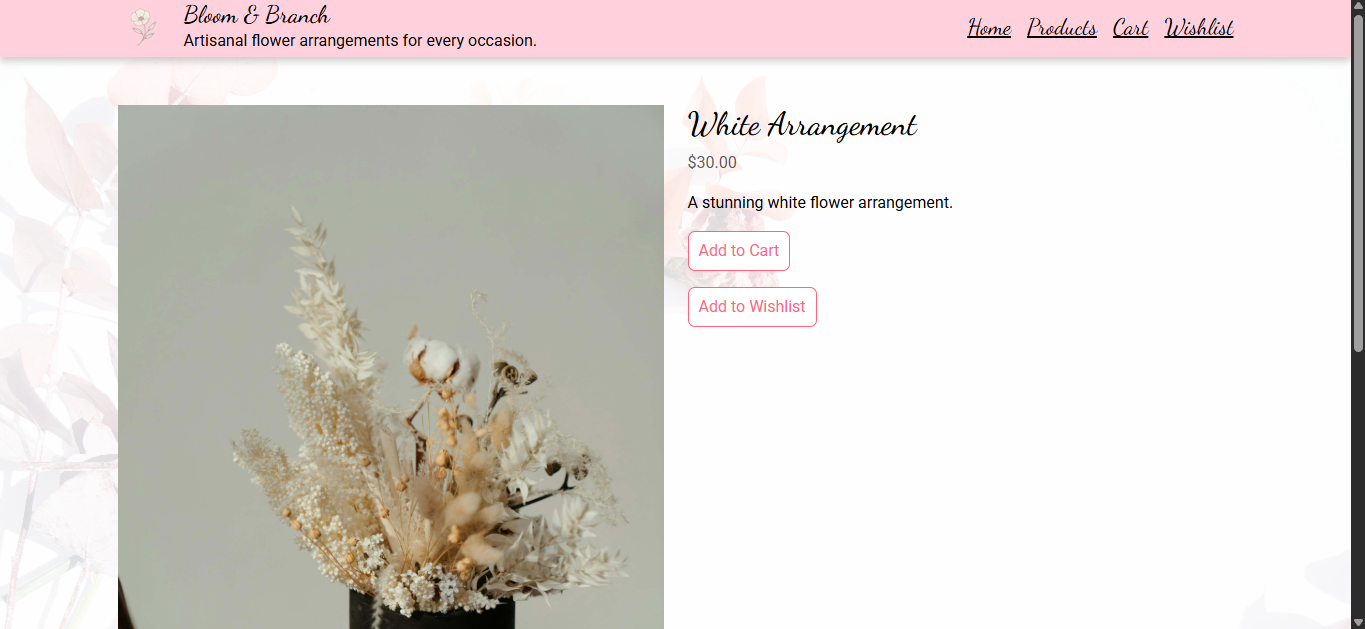 Bloom & Branch
Artisanal flower arrangements for every occasion.
Home Products Cart Wishlist
White Arrangement
$30.00
A stunning white flower arrangement.
Add to Cart
Add to Wishlist